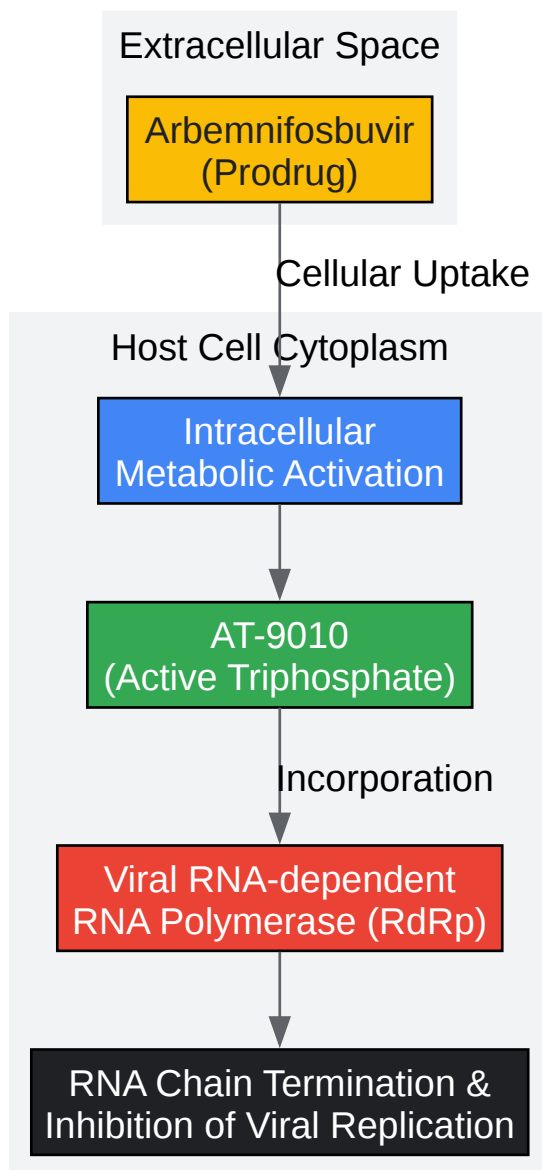 Extracellular Space
Arbemnifosbuvir
(Prodrug)
Cellular Uptake
Host Cell Cytoplasm
Intracellular
Metabolic Activation
AT-9010
(Active Triphosphate)
Incorporation
Viral RNA-dependent
RNA Polymerase (RdRp)
RNA Chain Termination &
Inhibition of Viral Replication